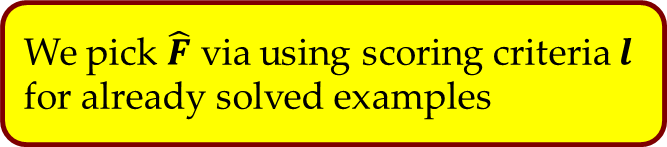 We pick F̂ via using scoring criteria l
for already solved examples